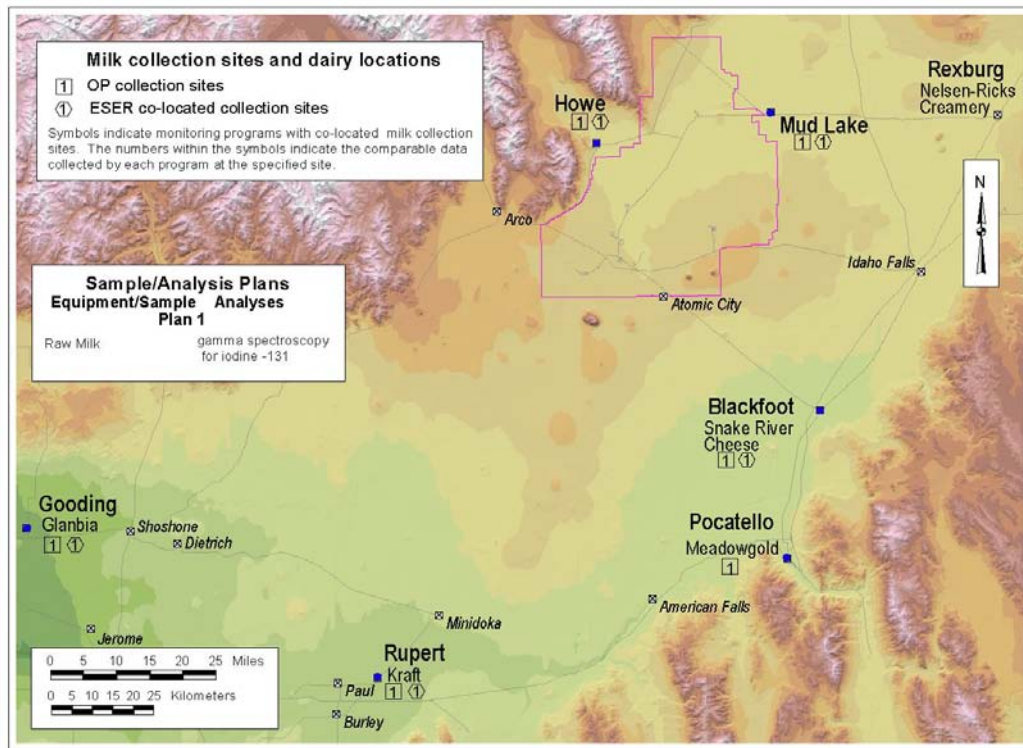 Milk collection sites and dairy locations
1 OP collection sites
1 ESER co-located collection sites
Symbols indicate monitoring programs with co-located milk collection
sites. The numbers within the symbols indicate the comparable data
collected by each program at the specified site.
Howe
1 1
Mud Lake
1 1
Rexburg
Nelsen-Ricks
Creamery
N
Arco
Idaho Falls
Atomic City
Sample/Analysis Plans
Equipment/Sample Analyses
Plan 1
Raw Milk gamma spectroscopy
for iodine -131
Blackfoot
Snake River
Cheese
1 1
Gooding
Glanbia
1 1
Shoshone
Dietrich
Pocatello
Meadowgold
1
American Falls
Minidoka
Jerome
Rupert
Kraft
1 1
Paul
Burley
0 5 10 15 20 25 Miles
0 5 10 15 20 25 Kilometers